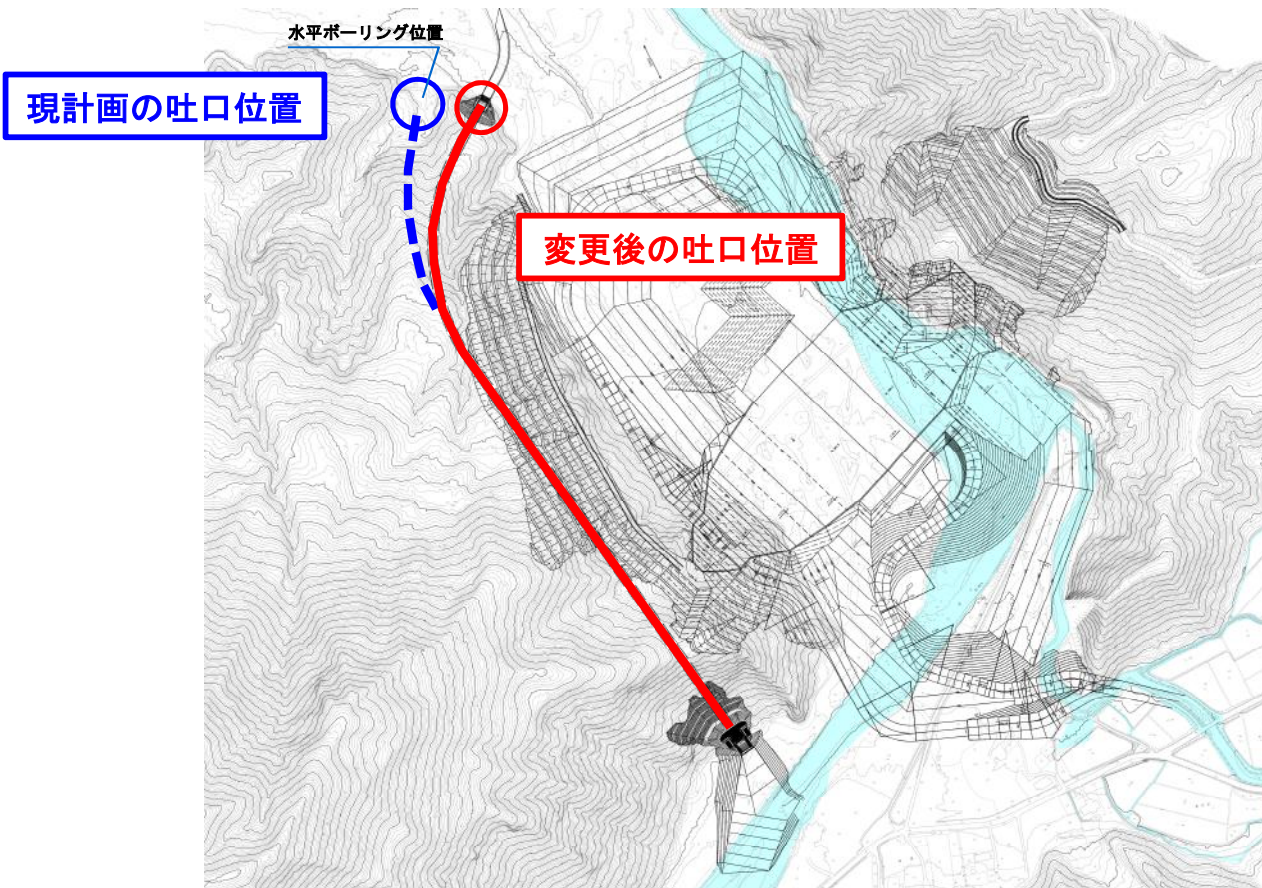 水平ボーリング位置
現計画の吐口位置
変更後の吐口位置